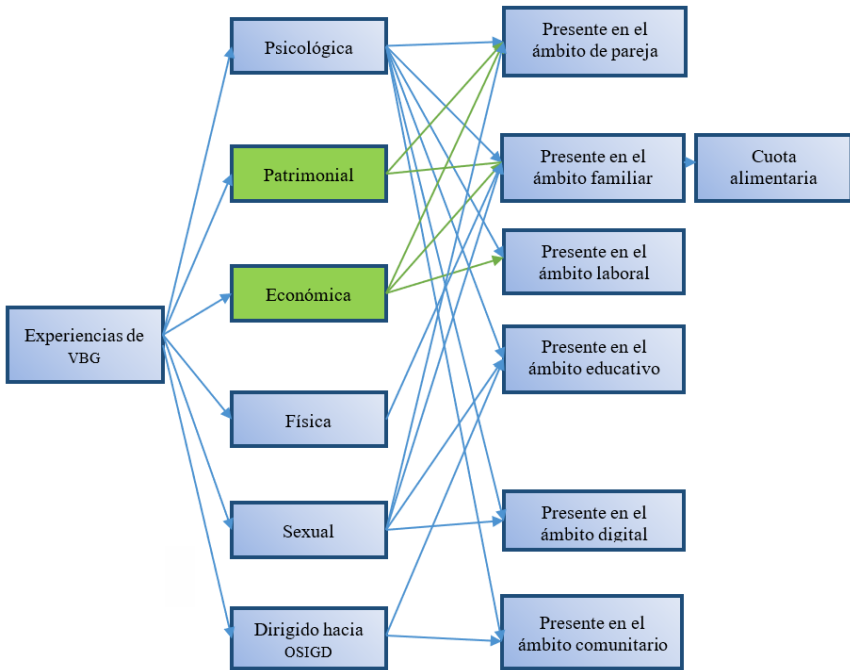 Psicológica
Presente en el
ámbito de pareja
Patrimonial
Presente en el
ámbito familiar
Cuota
alimentaria
Económica
Presente en el
ámbito laboral
Experiencias de
VBG
Presente en el
ámbito educativo
Física
Sexual
Presente en el
ámbito digital
Dirigido hacia
OSIGD
Presente en el
ámbito comunitario